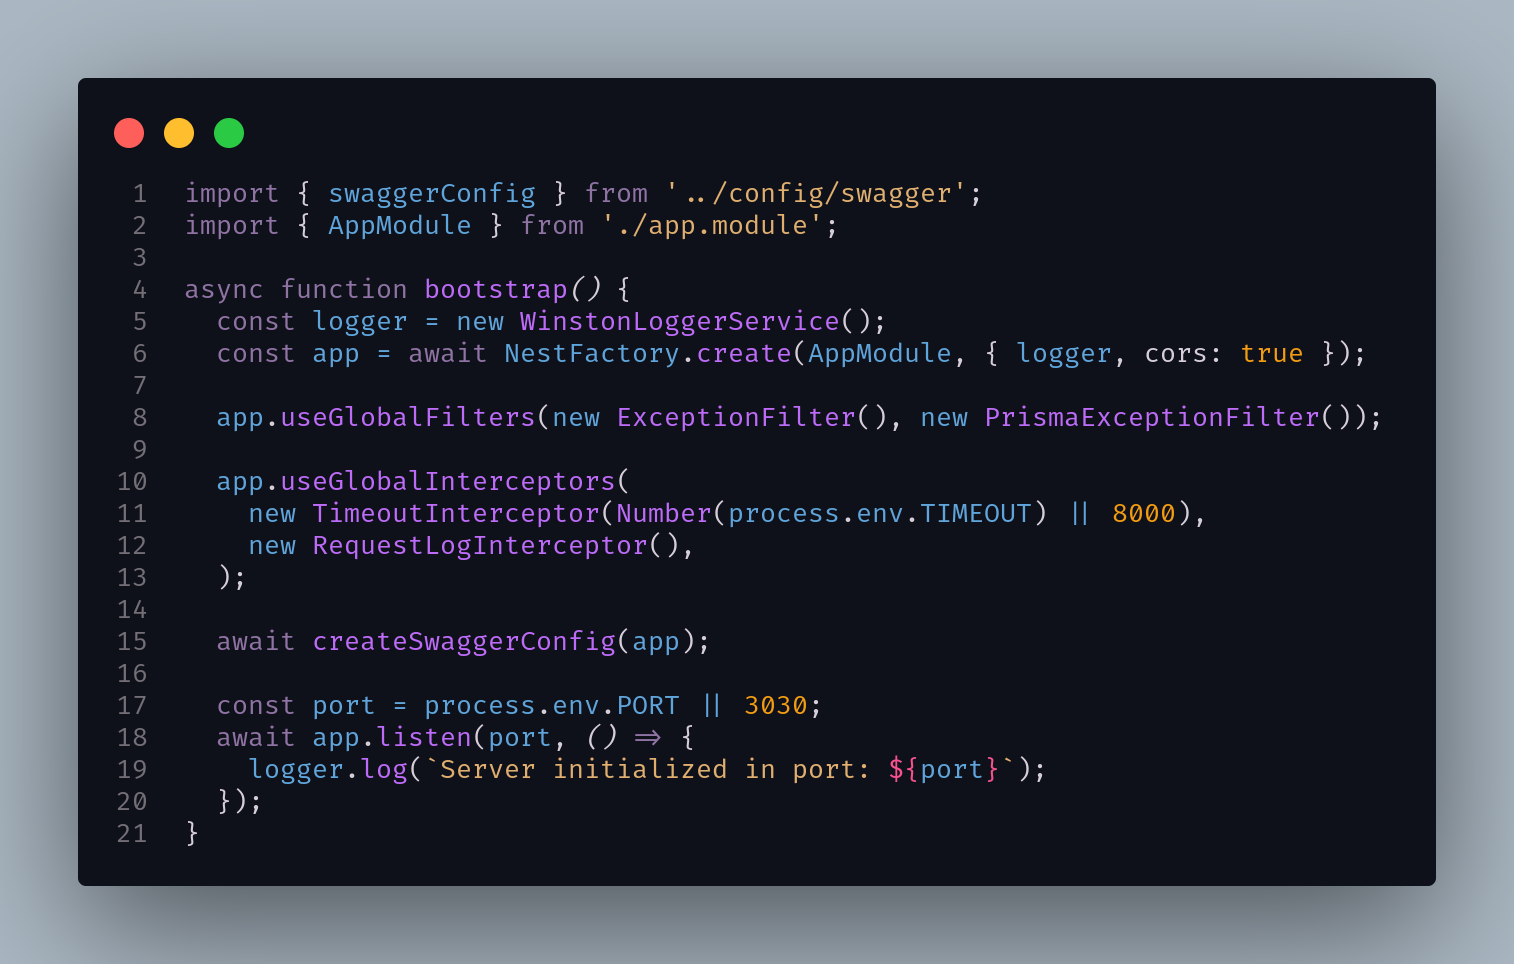 1 import { swaggerConfig } from '../config/swagger';
2 import { AppModule } from './app.module';
3
4 async function bootstrap() {
5   const logger = new WinstonLoggerService();
6   const app = await NestFactory.create(AppModule, { logger, cors: true });
7
8   app.useGlobalFilters(new ExceptionFilter(), new PrismaExceptionFilter());
9
10   app.useGlobalInterceptors(
11     new TimeoutInterceptor(Number(process.env.TIMEOUT) || 8000),
12     new RequestLogInterceptor(),
13   );
14
15   await createSwaggerConfig(app);
16
17   const port = process.env.PORT || 3030;
18   await app.listen(port, () => {
19     logger.log(`Server initialized in port: ${port}`);
20   });
21 }